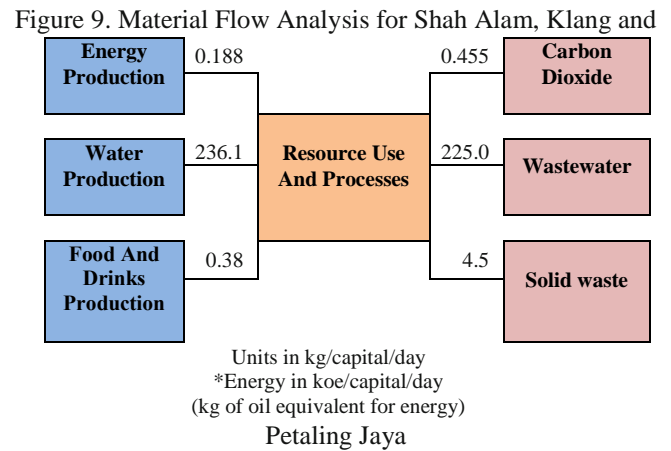 Figure 9. Material Flow Analysis for Shah Alam, Klang and
Energy
Production
0.188
0.455
Carbon
Dioxide
Water
Production
236.1
Resource Use
And Processes
225.0
Wastewater
Food And
Drinks
Production
0.38
4.5
Solid waste
Units in kg/capital/day
*Energy in koe/capital/day
(kg of oil equivalent for energy)
Petaling Jaya